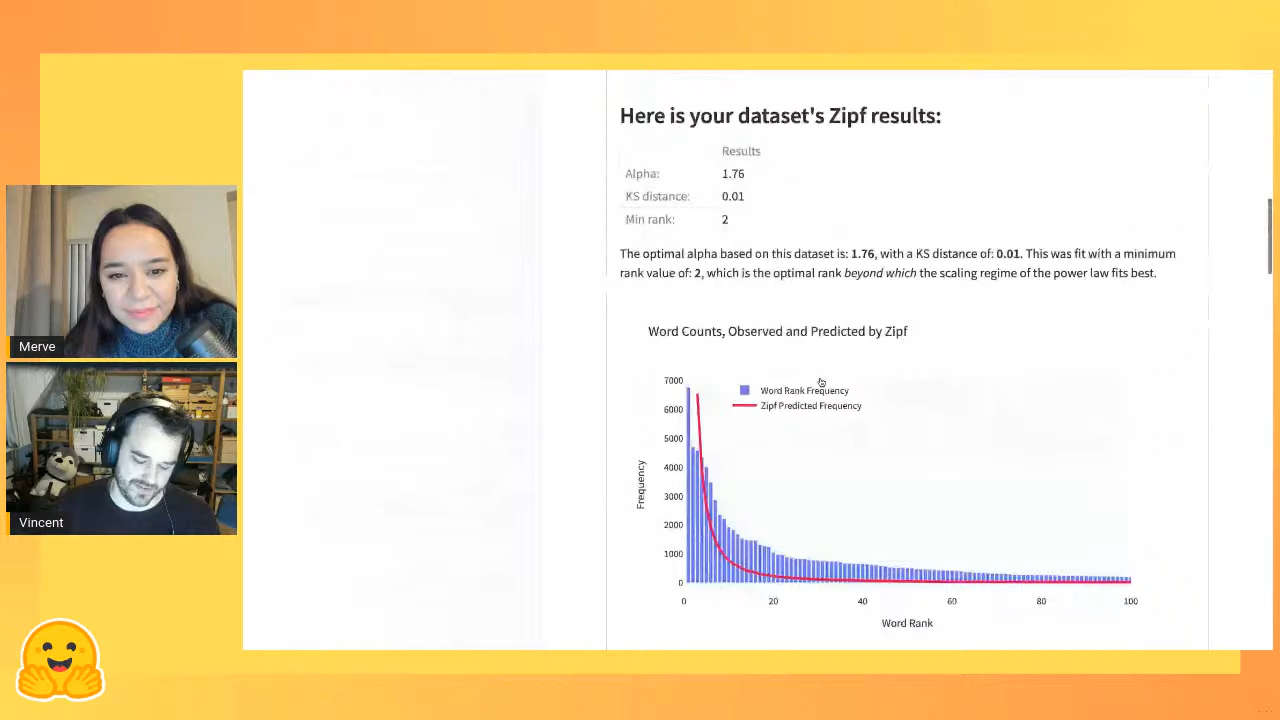 Here is your dataset's Zipf results:
Results
Alpha: 1.76
KS distance: 0.01
Min rank: 2
The optimal alpha based on this dataset is: 1.76, with a KS distance of: 0.01. This was fit with a minimum
rank value of: 2, which is the optimal rank beyond which the scaling regime of the power law fits best.
Word Counts, Observed and Predicted by Zipf
Word Rank Frequency
Zipf Predicted Frequency
7000
6000
5000
4000
3000
2000
1000
0
Frequency
0 20 40 60 80 100
Word Rank
Merve
Vincent